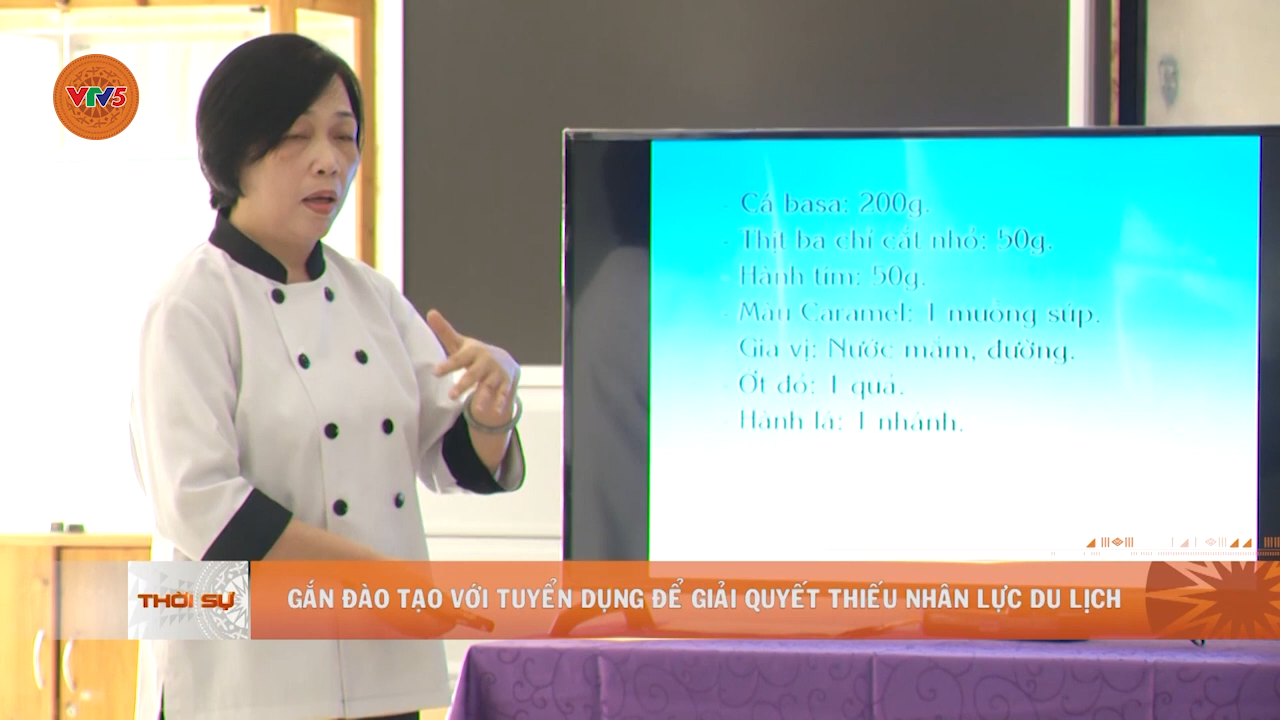 VTV5
- Cá basa: 200g.
- Thịt ba chỉ cắt nhỏ: 50g.
- Hành tím: 50g.
- Màu Caramel: 1 muỗng súp.
- Gia vị: Nước mắm, đường.
- Ớt đỏ: 1 quả.
- Hành lá: 1 nhánh.
THỜI SỰ
GẮN ĐÀO TẠO VỚI TUYỂN DỤNG ĐỂ GIẢI QUYẾT THIẾU NHÂN LỰC DU LỊCH